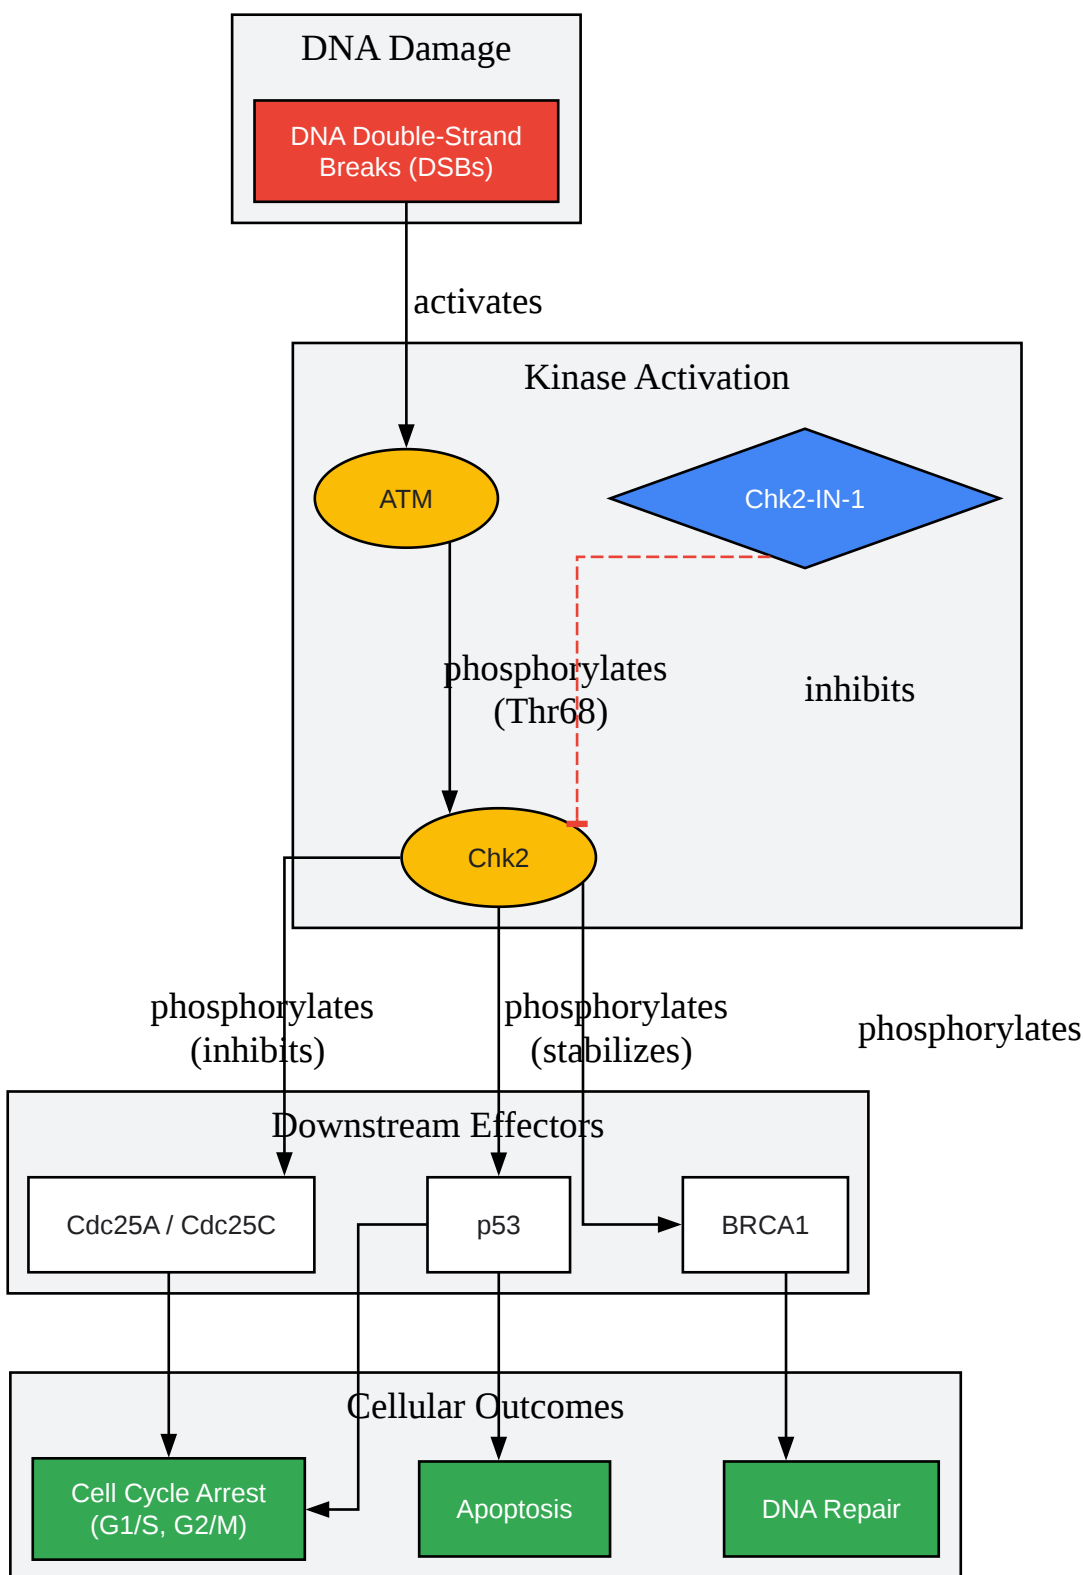 DNA Damage
DNA Double-Strand
Breaks (DSBs)
activates
Kinase Activation
ATM
Chk2-IN-1
phosphorylates
(Thr68)
inhibits
Chk2
phosphorylates
(inhibits)
phosphorylates
(stabilizes)
phosphorylates
Downstream Effectors
Cdc25A / Cdc25C
p53
BRCA1
Cellular Outcomes
Cell Cycle Arrest
(G1/S, G2/M)
Apoptosis
DNA Repair